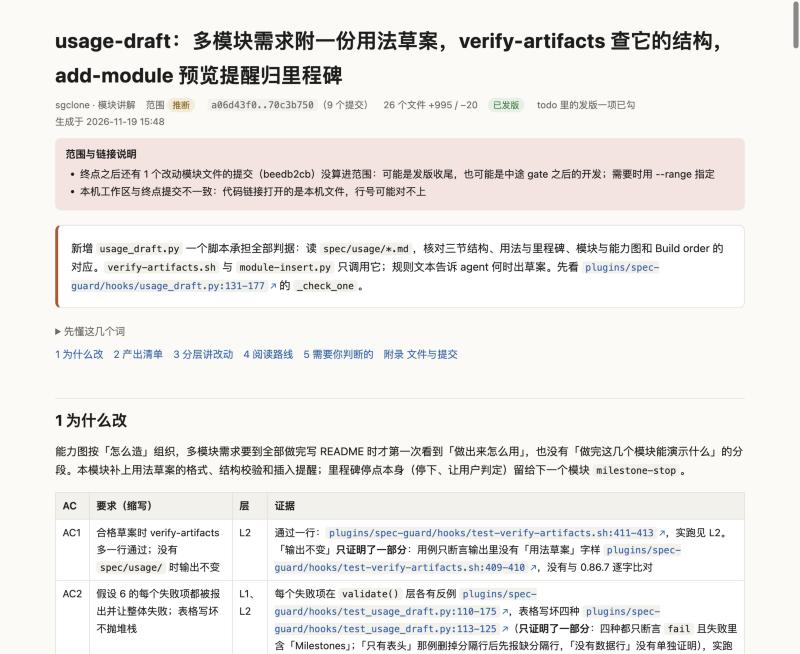 usage-draft：多模块需求附一份用法草案，verify-artifacts 查它的结构，
add-module 预览提醒归里程碑
sgclone · 模块讲解 范围 推断 a06d43f0..70c3b750 （9 个提交） 26 个文件 +995 / −20 已发版 todo 里的发版一项已勾
生成于 2026-11-19 15:48
范围与链接说明
• 终点之后还有 1 个改动模块文件的提交（beedb2cb）没算进范围：可能是发版收尾，也可能是中途 gate 之后的开发；需要时用 --range 指定
• 本机工作区与终点提交不一致：代码链接打开的是本机文件，行号可能对不上
新增 usage_draft.py 一个脚本承担全部判据：读 spec/usage/*.md，核对三节结构、用法与里程碑、模块与能力图和 Build order 的
对应。verify-artifacts.sh 与 module-insert.py 只调用它；规则文本告诉 agent 何时出草案。先看 plugins/spec-
guard/hooks/usage_draft.py:131-177 ↗ 的 _check_one 。
▶ 先懂这几个词
1 为什么改 2 产出清单 3 分层讲改动 4 阅读路线 5 需要你判断的 附录 文件与提交
1 为什么改
能力图按「怎么造」组织，多模块需求要到全部做完写 README 时才第一次看到「做出来怎么用」，也没有「做完这几个模块能演示什么」的分
段。本模块补上用法草案的格式、结构校验和插入提醒；里程碑停点本身（停下、让用户判定）留给下一个模块 milestone-stop 。
AC 要求（缩写） 层 证据
AC1 合格草案时 verify-artifacts 多一行通过；没有 spec/usage/ 时输出不变 L2 通过一行：plugins/spec-guard/hooks/test-verify-artifacts.sh:411-413 ↗，实跑见 L2。
「输出不变」只证明了一部分：用例只断言输出里没有「用法草案」字样 plugins/spec-
guard/hooks/test-verify-artifacts.sh:409-410 ↗，没有与 0.86.7 逐字比对
AC2 假设 6 的每个失败项都被报出并让整体失败；表格写坏不抛堆栈 L1、L2 每个失败项在 validate() 层各有反例 plugins/spec-
guard/hooks/test_usage_draft.py:110-175 ↗，表格写坏四种 plugins/spec-
guard/hooks/test_usage_draft.py:113-125 ↗（只证明了一部分：四种都只断言 fail 且失败里
含「Milestones」；「只有表头」那例删掉分隔行后先报缺分隔行，「没有数据行」没有单独证明），实跑